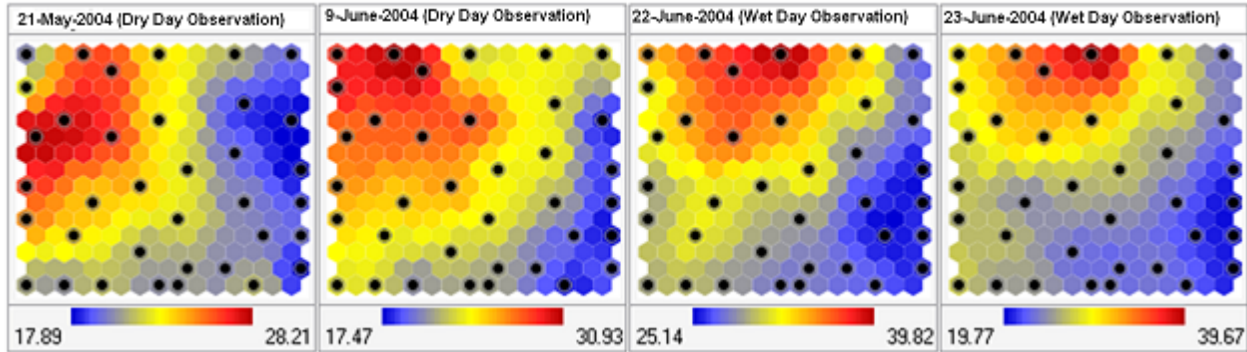 21-May-2004 (Dry Day Observation)
9-June-2004 (Dry Day Observation)
22-June-2004 (Wet Day Observation)
23-June-2004 (Wet Day Observation)
17.89 28.21
17.47 30.93
25.14 39.82
19.77 39.67